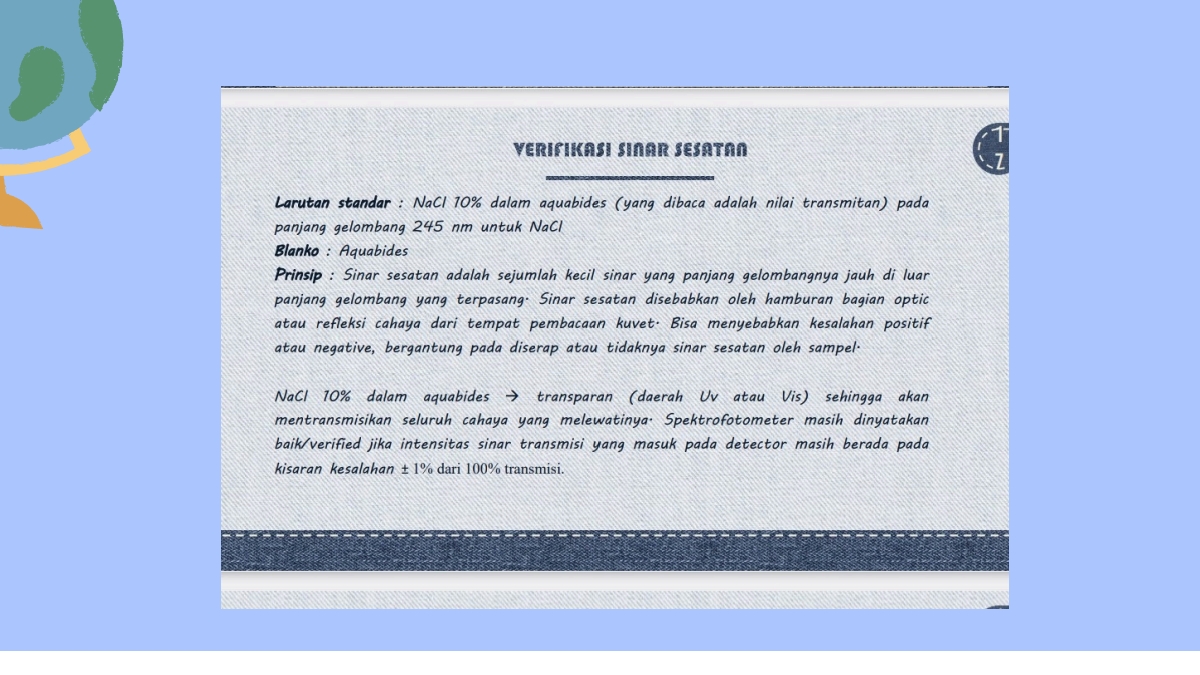 VERIFIKASI SINAR SESATAN
Larutan standar : NaCl 10% dalam aquabides (yang dibaca adalah nilai transmitan) pada
panjang gelombang 245 nm untuk NaCl
Blanko : Aquabides
Prinsip : Sinar sesatan adalah sejumlah kecil sinar yang panjang gelombangnya jauh di luar
panjang gelombang yang terpasang. Sinar sesatan disebabkan oleh hamburan bagian optic
atau refleksi cahaya dari tempat pembacaan kuvet. Bisa menyebabkan kesalahan positif
atau negative, bergantung pada diserap atau tidaknya sinar sesatan oleh sampel.
NaCl 10% dalam aquabides → transparan (daerah Uv atau Vis) sehingga akan
mentransmisikan seluruh cahaya yang melewatinya. Spektrofotometer masih dinyatakan
baik/verified jika intensitas sinar transmisi yang masuk pada detector masih berada pada
kisaran kesalahan ± 1% dari 100% transmisi.